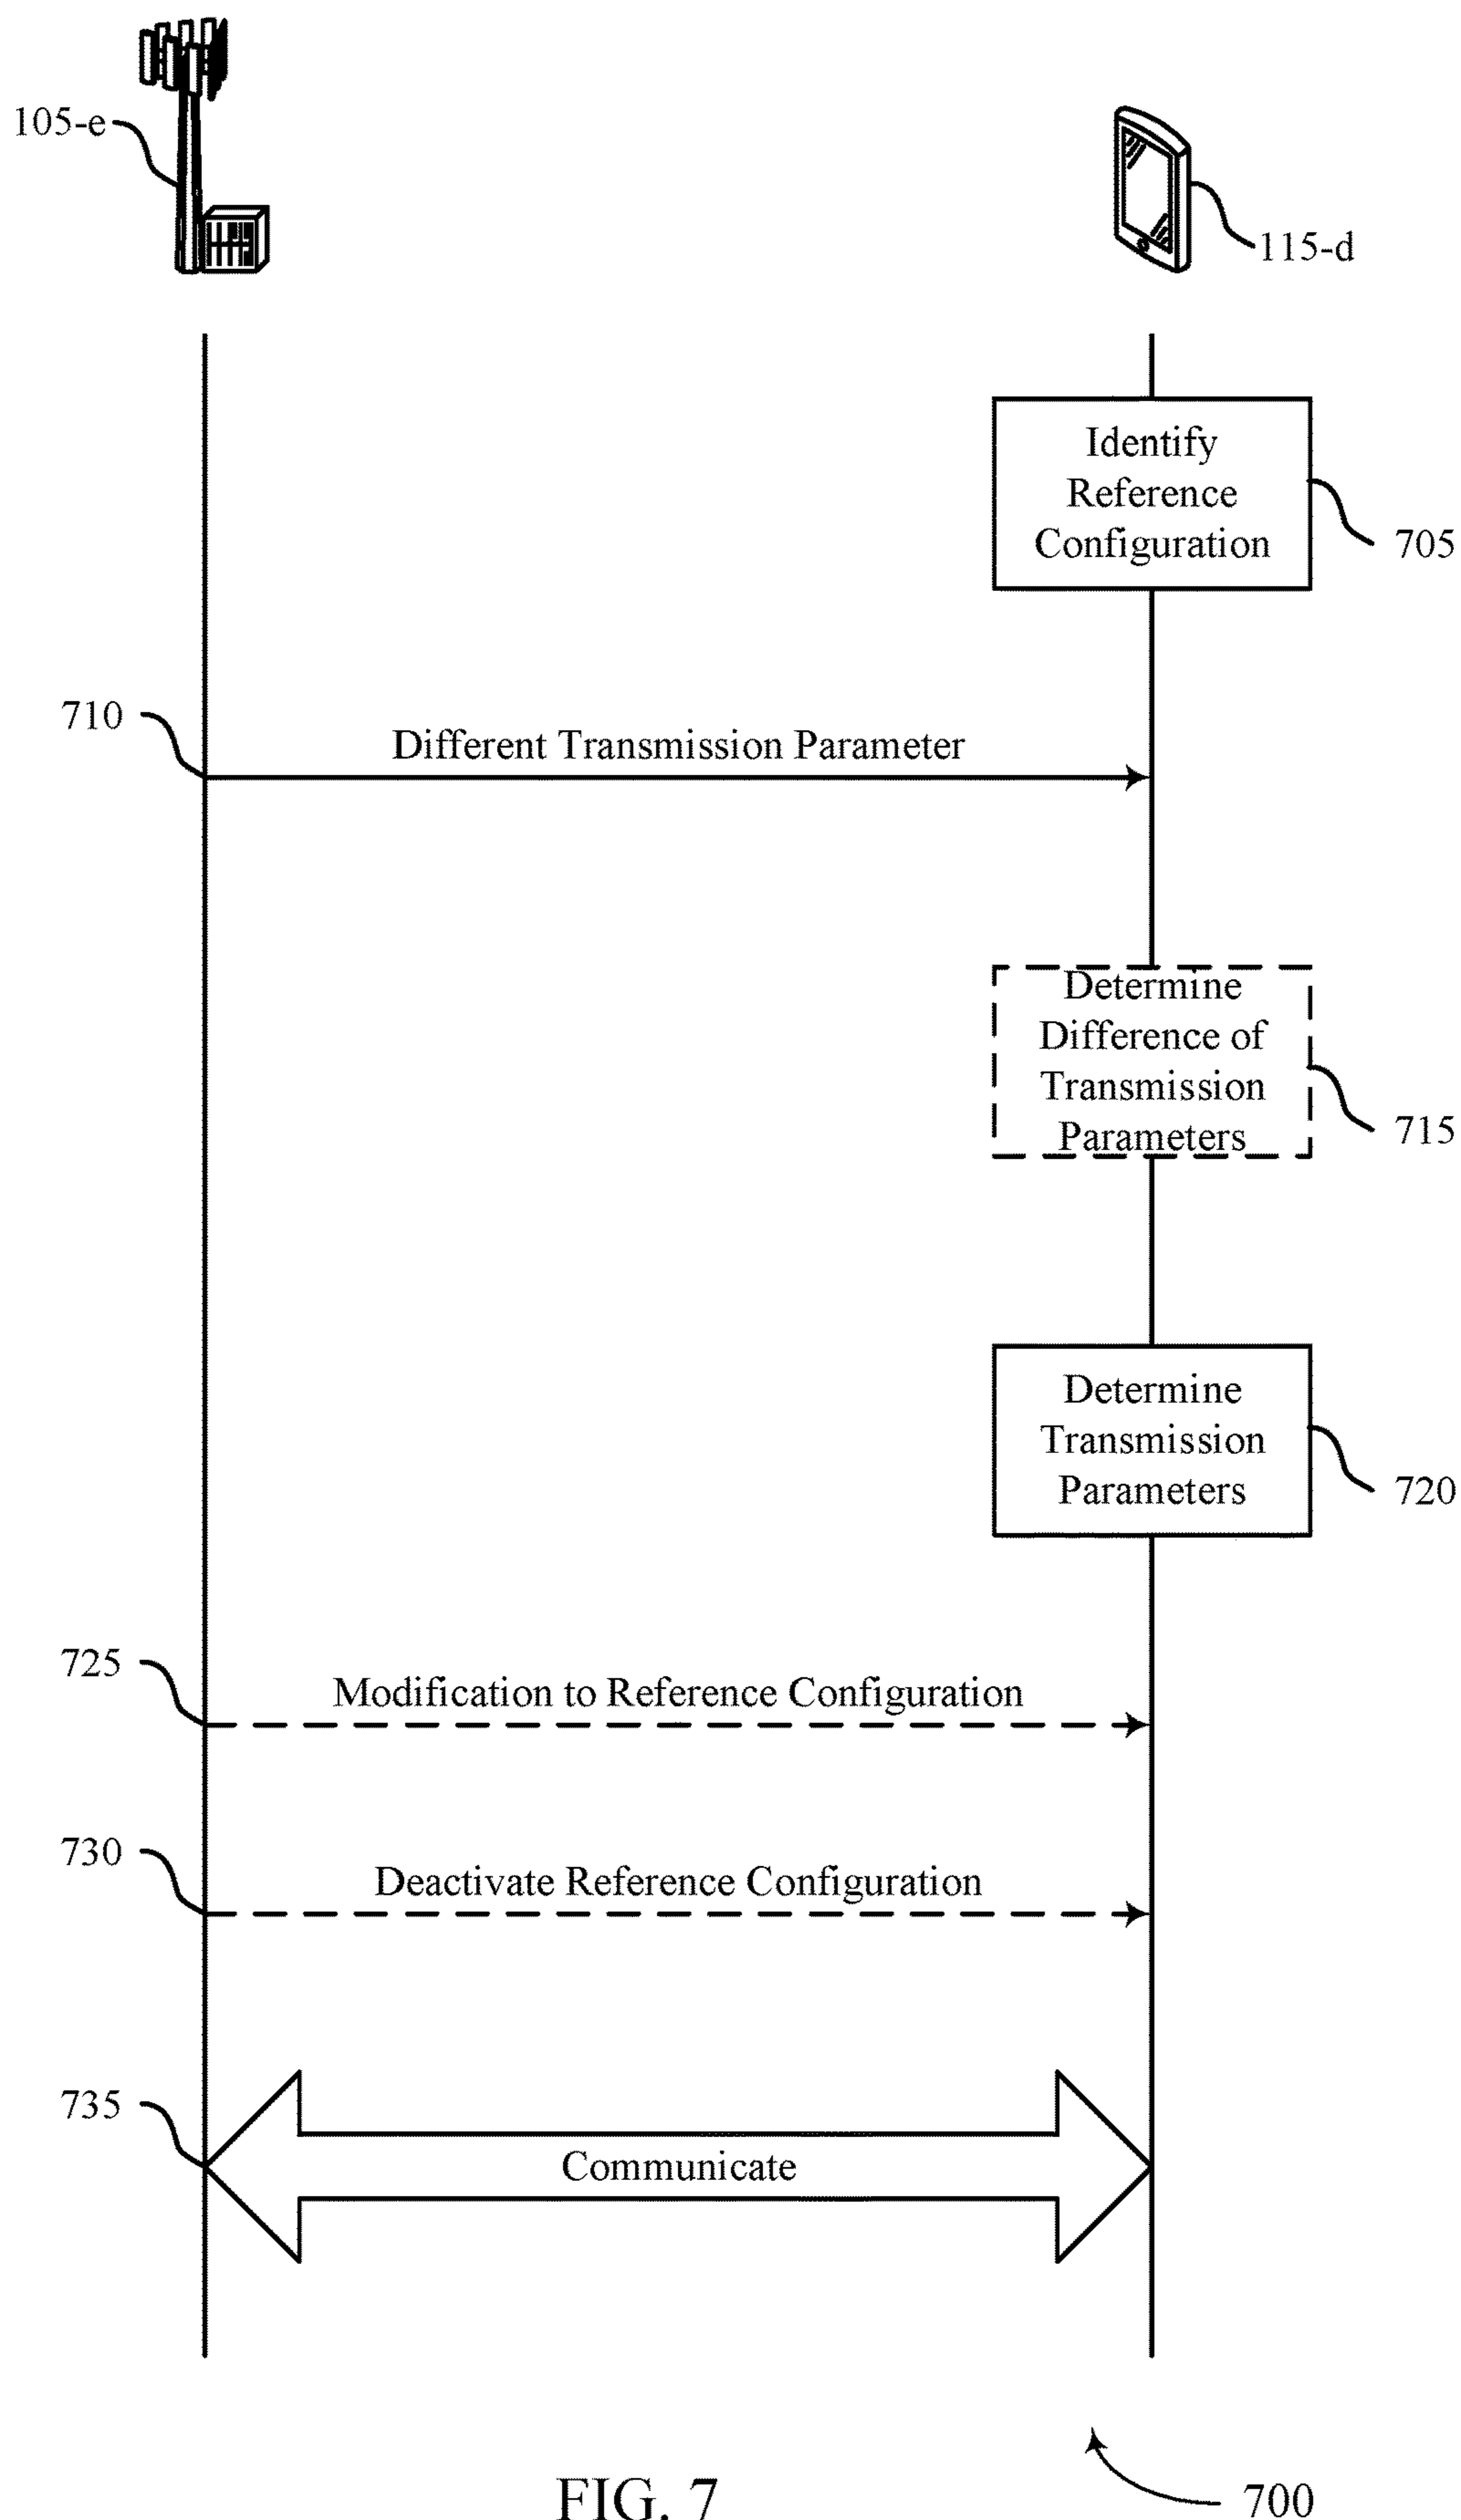 105-e
115-d
Identify
Reference
Configuration
705
710
Different Transmission Parameter
Determine
Difference of
Transmission
Parameters
715
Determine
Transmission
Parameters
720
725
Modification to Reference Configuration
730
Deactivate Reference Configuration
735
Communicate
FIG. 7
700